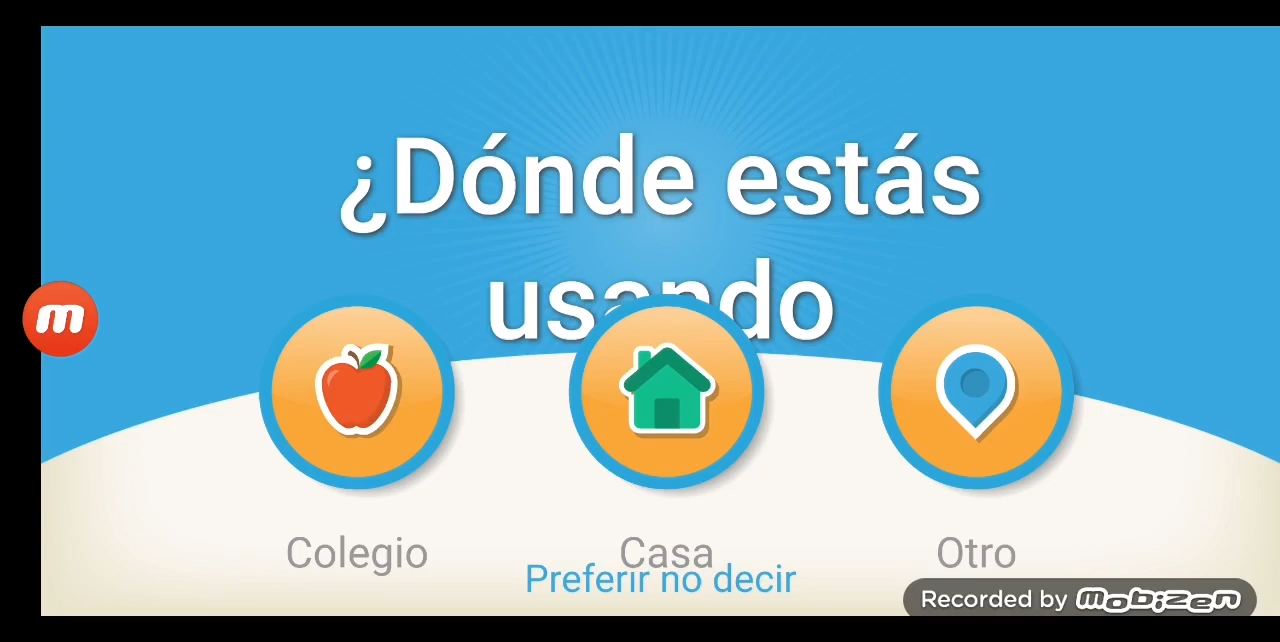 ¿Dónde estás
usando
Colegio
Casa
Otro
Preferir no decir
m
Recorded by mobizen